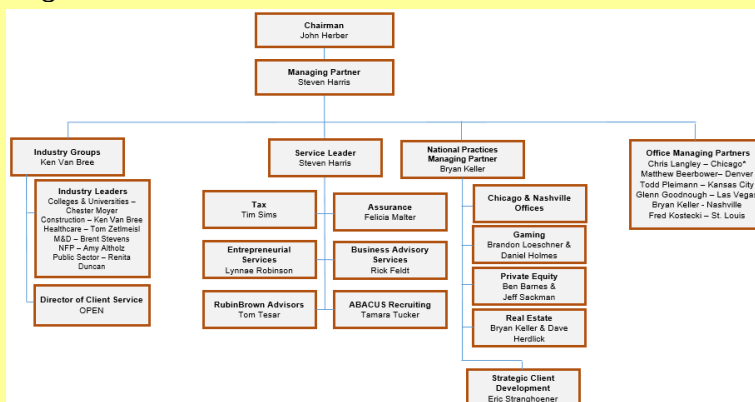 Chairman
John Herber
Managing Partner
Steven Harris
Industry Groups
Ken Van Bree
Industry Leaders
Colleges & Universities –
Chester Moyer
Construction – Ken Van Bree
Healthcare – Tom Zetlmeisl
M&D – Brent Stevens
NFP – Amy Altholz
Public Sector – Renita
Duncan
Director of Client Service
OPEN
Service Leader
Steven Harris
Tax
Tim Sims
Assurance
Felicia Malter
Entrepreneurial
Services
Lynnae Robinson
Business Advisory
Services
Rick Feldt
RubinBrown Advisors
Tom Tesar
ABACUS Recruiting
Tamara Tucker
National Practices
Managing Partner
Bryan Keller
Chicago & Nashville
Offices
Gaming
Brandon Loeschner &
Daniel Holmes
Private Equity
Ben Barnes &
Jeff Sackman
Real Estate
Bryan Keller & Dave
Herdlick
Strategic Client
Development
Eric Stranghoener
Office Managing Partners
Chris Langley – Chicago*
Matthew Beerbower– Denver
Todd Pleimann – Kansas City
Glenn Goodnough – Las Vegas
Bryan Keller - Nashville
Fred Kostecki – St. Louis